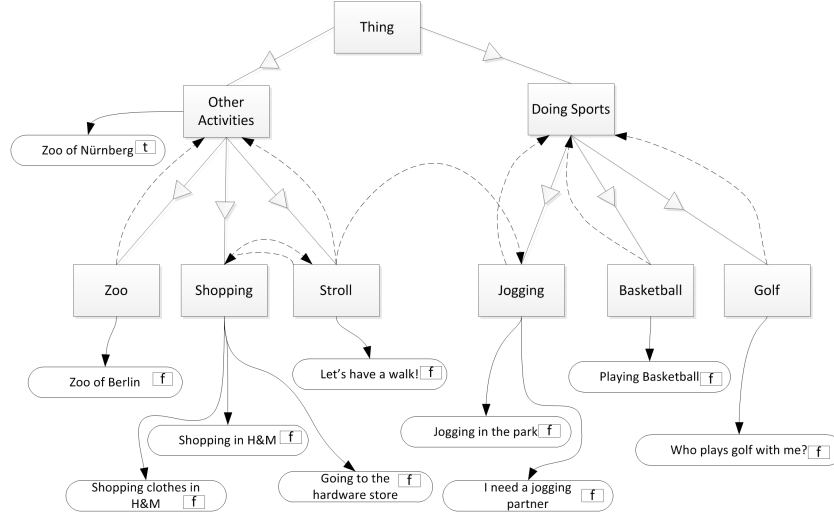 Thing
Other
Activities
Doing Sports
Zoo of Nürnberg t
Zoo
Shopping
Stroll
Jogging
Basketball
Golf
Zoo of Berlin f
Let's have a walk! f
Playing Basketball f
Shopping in H&M f
Jogging in the park f
Who plays golf with me? f
Shopping clothes in
H&M f
Going to the
hardware store f
I need a jogging
partner f